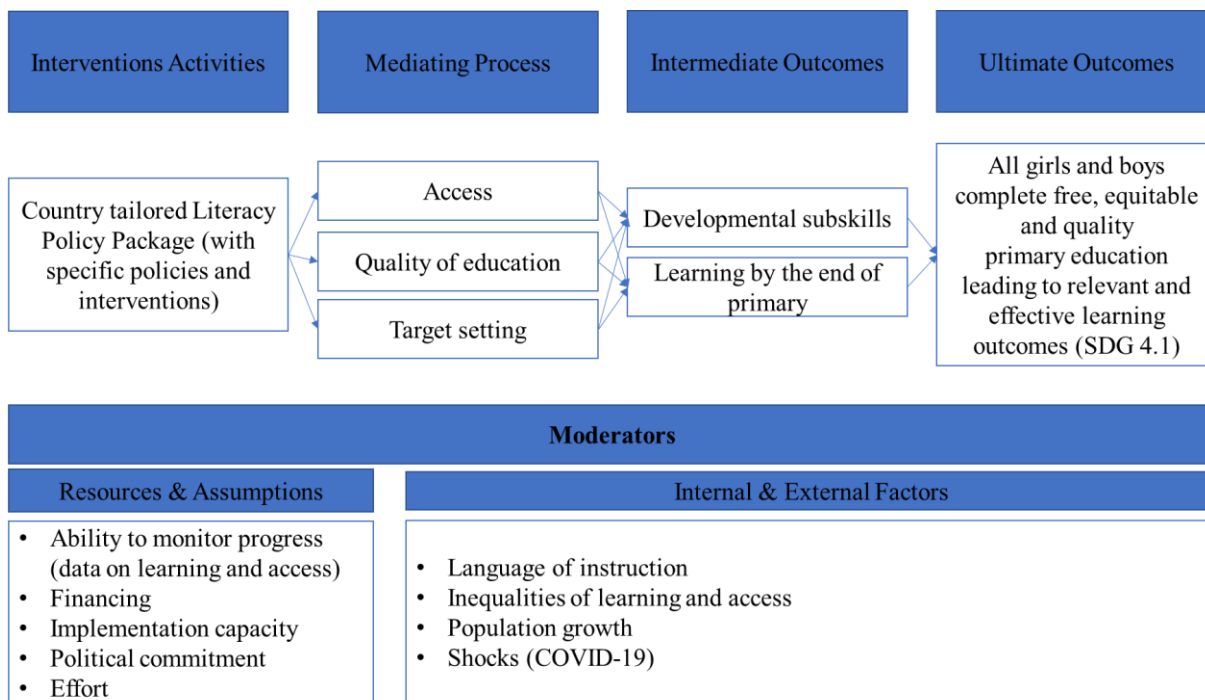 Interventions Activities
Mediating Process
Intermediate Outcomes
Ultimate Outcomes
Country tailored Literacy
Policy Package (with
specific policies and
interventions)
Access
Quality of education
Target setting
Developmental subskills
Learning by the end of
primary
All girls and boys
complete free, equitable
and quality
primary education
leading to relevant and
effective learning
outcomes (SDG 4.1)
Moderators
Resources & Assumptions
• Ability to monitor progress
(data on learning and access)
• Financing
• Implementation capacity
• Political commitment
• Effort
Internal & External Factors
• Language of instruction
• Inequalities of learning and access
• Population growth
• Shocks (COVID-19)